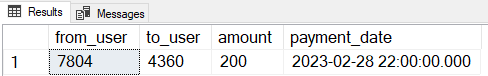 Results Messages
from_user to_user amount payment_date
1 7804 4360 200 2023-02-28 22:00:00.000